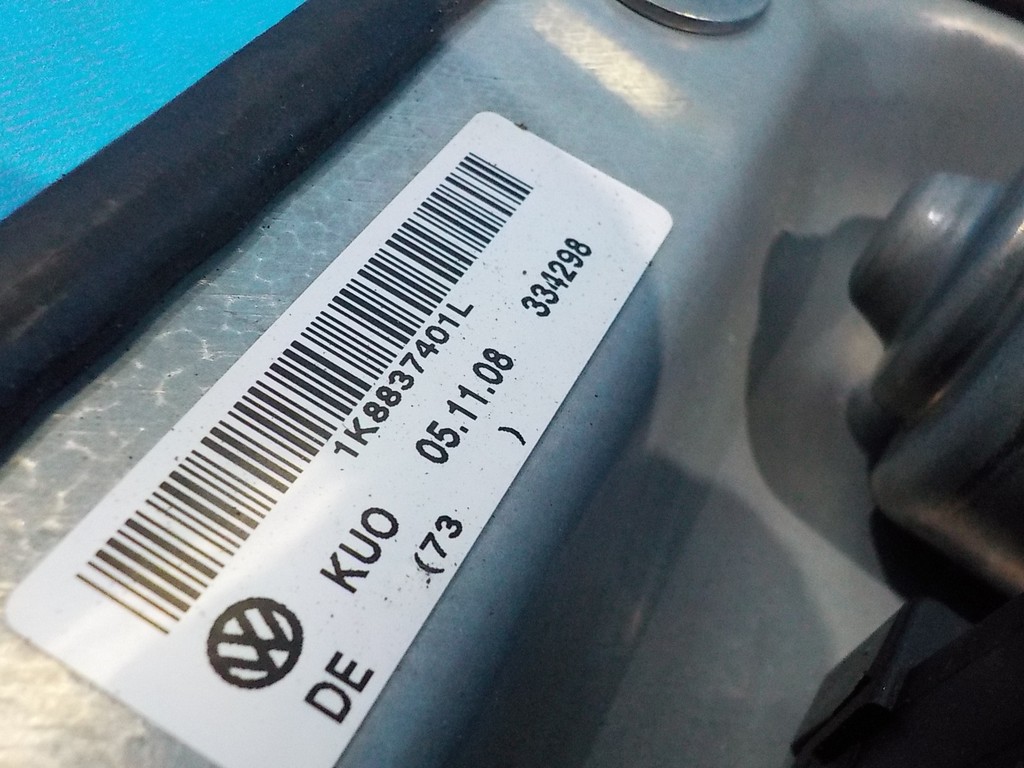 1K8837401L
KUO 05.11.08 334298
DE (73 )